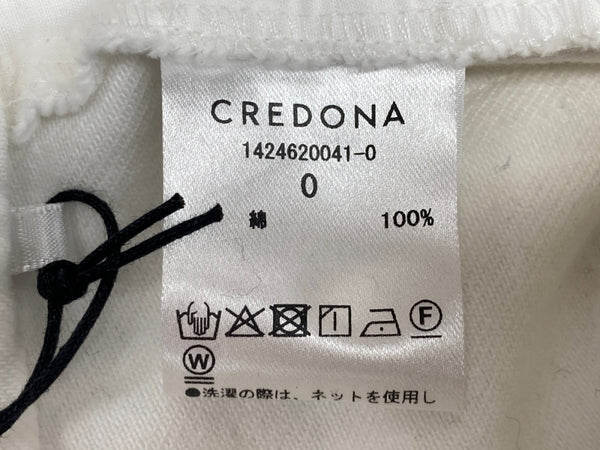 CREDONA
1424620041-0
0
綿 100%
F
W
●洗濯の際は、ネットを使用し